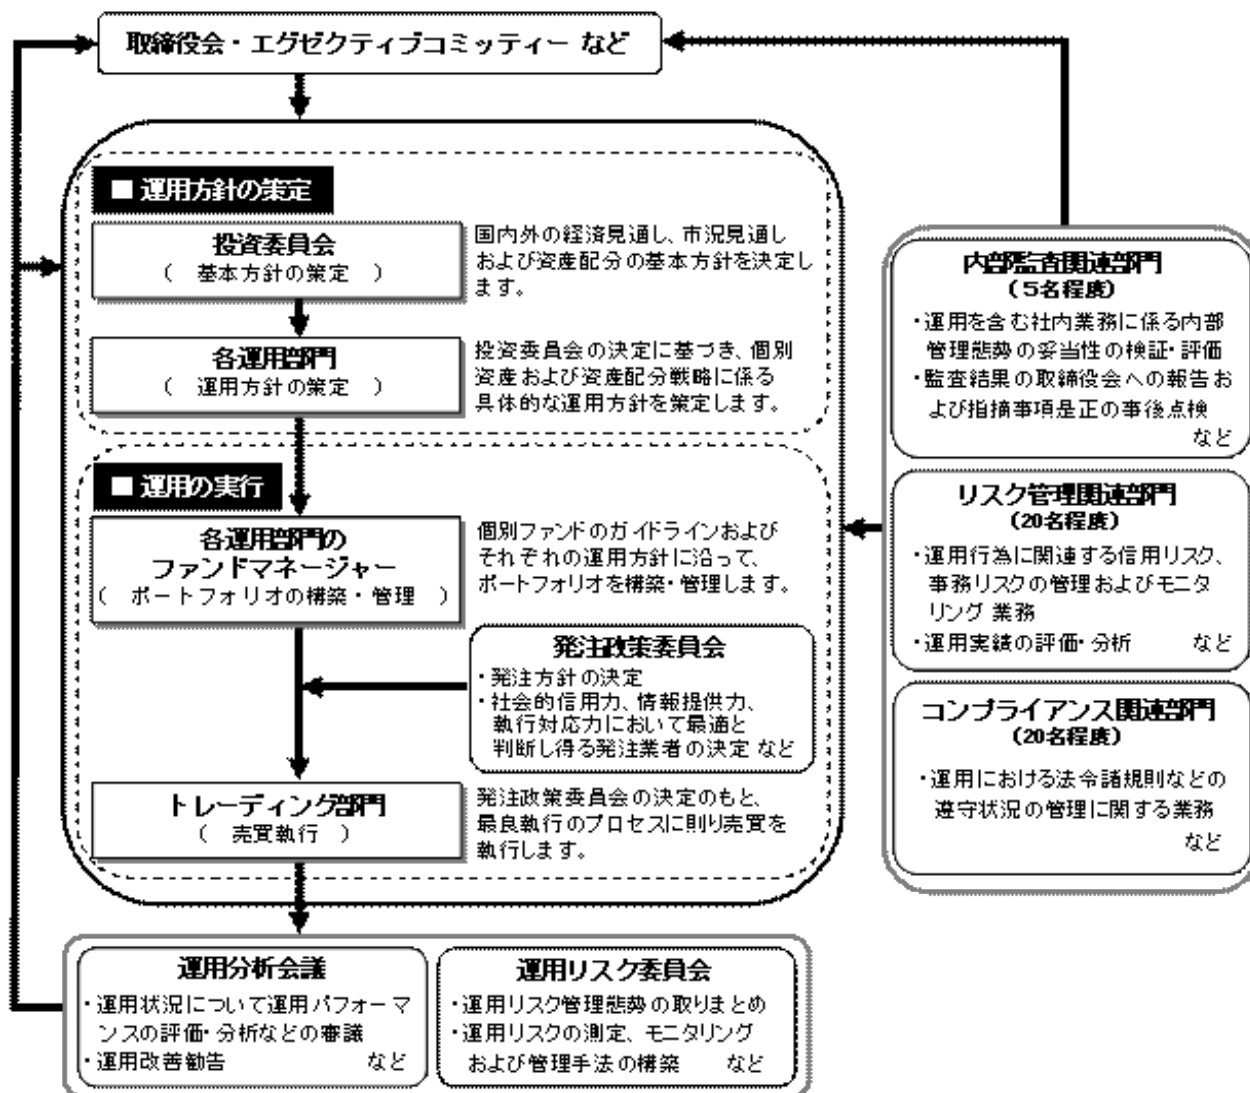 取締役会・エグゼクティブコミッティー など
■ 運用方針の策定
投資委員会
( 基本方針の策定 )
国内外の経済見通し、市況見通し
および資産配分の基本方針を決定し
ます。
各運用部門
( 運用方針の策定 )
投資委員会の決定に基づき、個別
資産および資産配分戦略に係る
具体的な運用方針を策定します。
■ 運用の実行
各運用部門の
ファンドマネージャー
( ポートフォリオの構築・管理 )
個別ファンドのガイドラインおよび
それぞれの運用方針に沿って、
ポートフォリオを構築・管理します。
発注政策委員会
・発注方針の決定
・社会的信用力、情報提供力、
執行対応力において最適と
判断し得る発注業者の決定 など
トレーディング部門
( 売買執行 )
発注政策委員会の決定のもと、
最良執行のプロセスに則り売買を
執行します。
運用分析会議
・運用状況について運用パフォーマ
ンスの評価・分析などの審議
・運用改善勧告 など
運用リスク委員会
・運用リスク管理態勢の取りまとめ
・運用リスクの測定、モニタリング
および管理手法の構築 など
内部監査関連部門
(5名程度)
・運用を含む社内業務に係る内部
管理態勢の妥当性の検証・評価
・監査結果の取締役会への報告お
よび指摘事項是正の事後点検
など
リスク管理関連部門
(20名程度)
・運用行為に関連する信用リスク、
事務リスクの管理およびモニタ
リング 業務
・運用実績の評価・分析 など
コンプライアンス関連部門
(20名程度)
・運用における法令諸規則などの
遵守状況の管理に関する業務
など